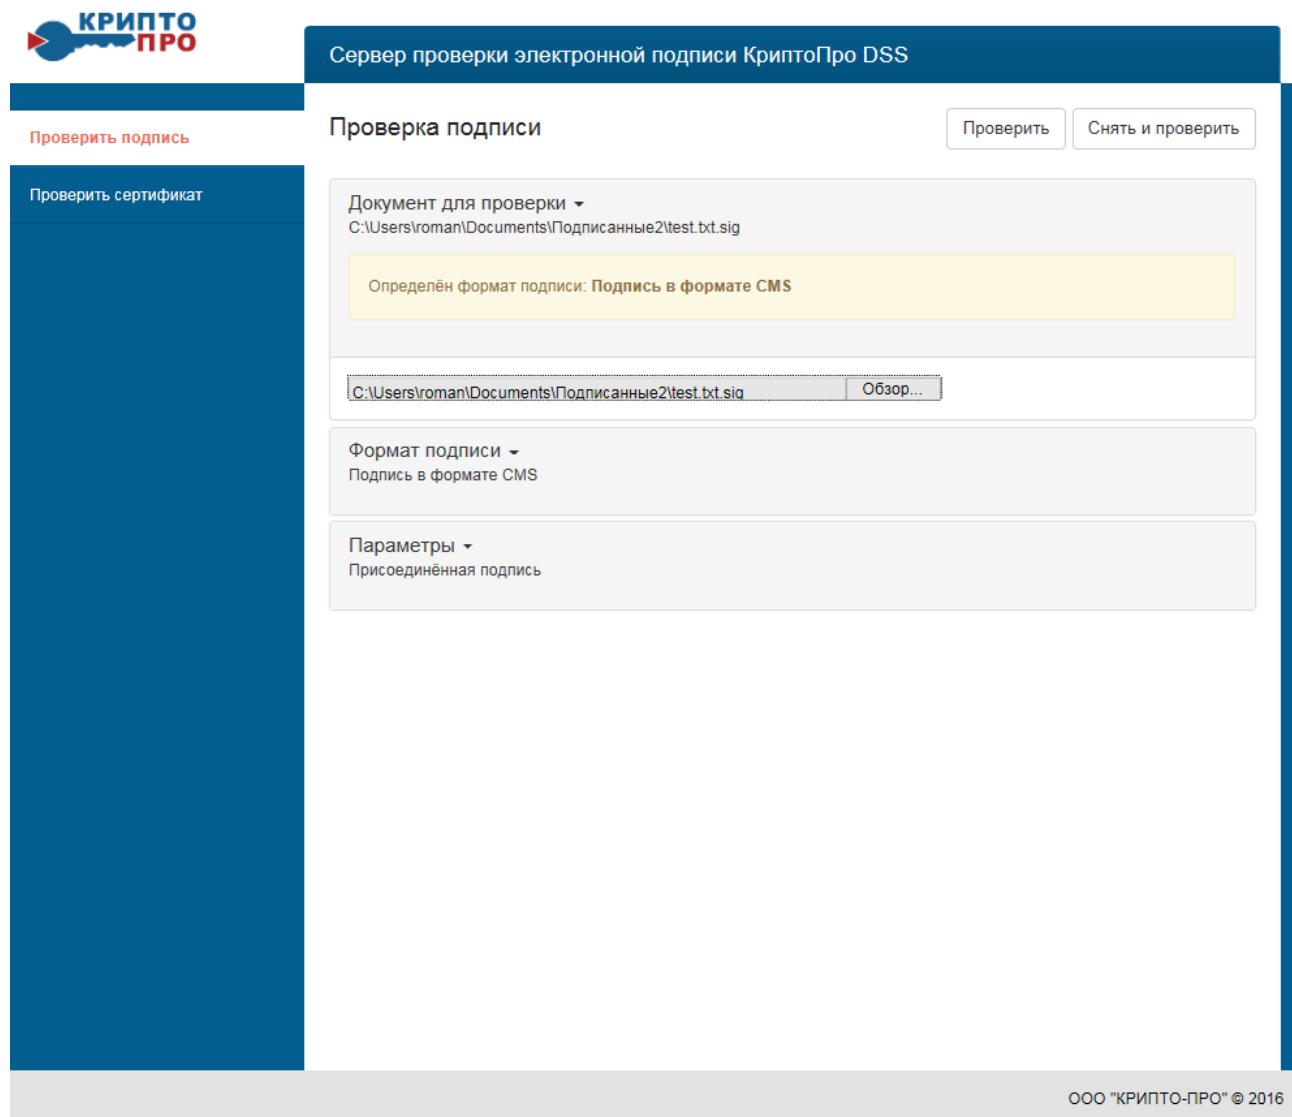 КРИПТО
ПРО
Сервер проверки электронной подписи КриптоПро DSS
Проверить подпись
Проверить сертификат
Проверка подписи
Проверить
Снять и проверить
Документ для проверки
C:\Users\roman\Documents\Подписанные2\test.txt.sig
Определён формат подписи: Подпись в формате CMS
C:\Users\roman\Documents\Подписанные2\test.txt.sig
Обзор...
Формат подписи
Подпись в формате CMS
Параметры
Присоединённая подпись
ООО "КРИПТО-ПРО" © 2016